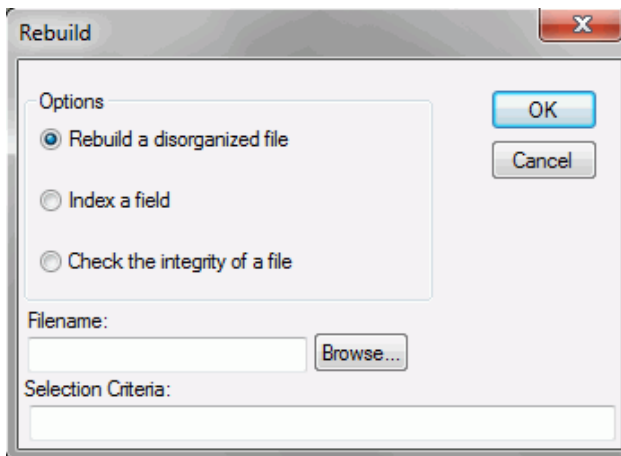 Rebuild
Options
Rebuild a disorganized file
OK
Cancel
Index a field
Check the integrity of a file
Filename:
Browse...
Selection Criteria: